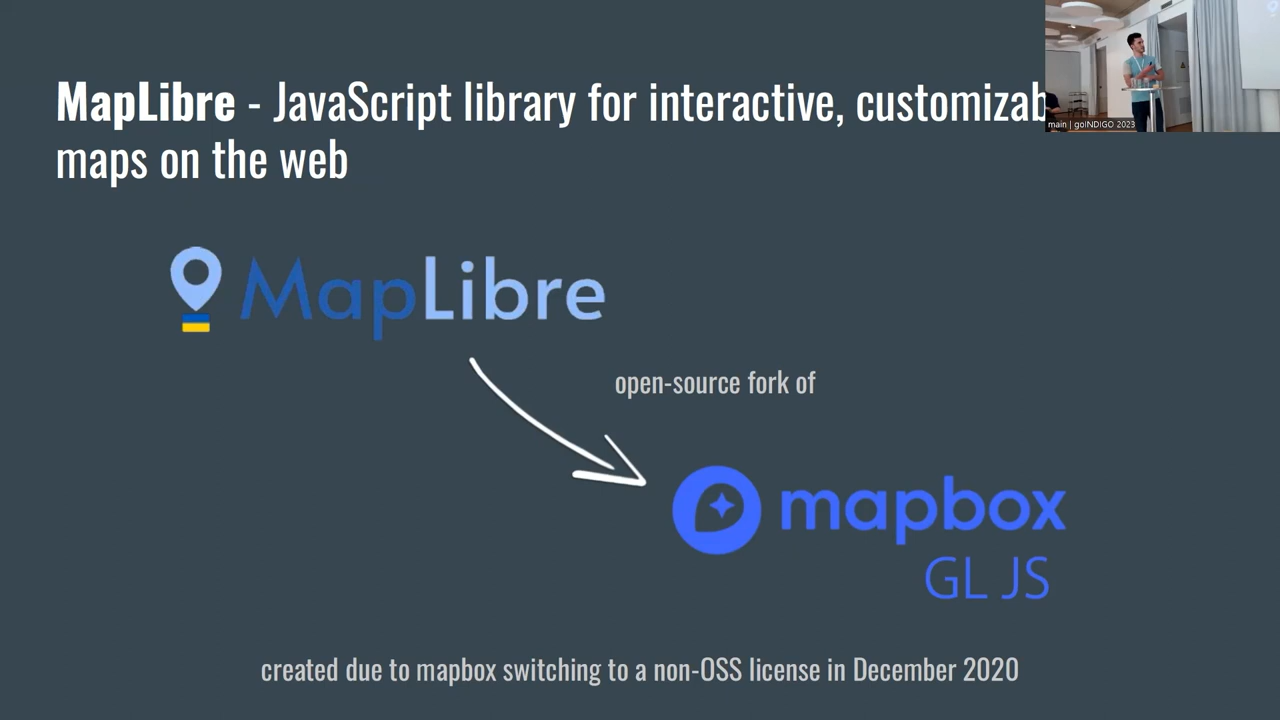 MapLibre - JavaScript library for interactive, customizab
maps on the web
main | goINDIGO 2023
MapLibre
open-source fork of
mapbox
GL JS
created due to mapbox switching to a non-OSS license in December 2020